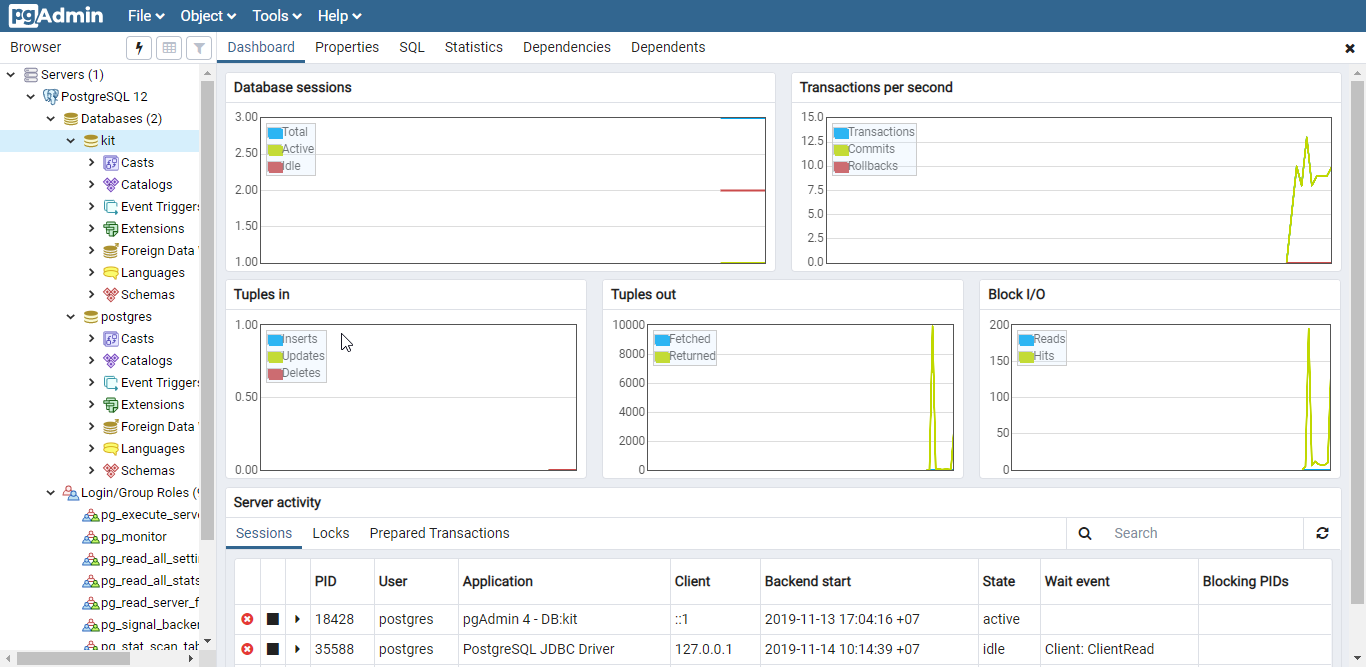 pgAdmin File Object Tools Help
Browser Dashboard Properties SQL Statistics Dependencies Dependents
Servers (1)
PostgreSQL 12
Databases (2)
kit
Casts
Catalogs
Event Triggers
Extensions
Foreign Data
Languages
Schemas
postgres
Casts
Catalogs
Event Triggers
Extensions
Foreign Data
Languages
Schemas
Login/Group Roles (
pg_execute_serv
pg_monitor
pg_read_all_setti
pg_read_all_stats
pg_read_server_f
pg_signal_backen
pg_stat_scan_tab
Database sessions
3.00
2.50
2.00
1.50
1.00
Total
Active
Idle
Transactions per second
15.0
12.5
10.0
7.5
5.0
2.5
0.0
Transactions
Commits
Rollbacks
Tuples in
1.00
0.50
0.00
Inserts
Updates
Deletes
Tuples out
10000
8000
6000
4000
2000
0
Fetched
Returned
Block I/O
200
150
100
50
0
Reads
Hits
Server activity
Sessions Locks Prepared Transactions Search
PID User Application Client Backend start State Wait event Blocking PIDs
18428 postgres pgAdmin 4 - DB:kit ::1 2019-11-13 17:04:16 +07 active
35588 postgres PostgreSQL JDBC Driver 127.0.0.1 2019-11-14 10:14:39 +07 idle Client: ClientRead